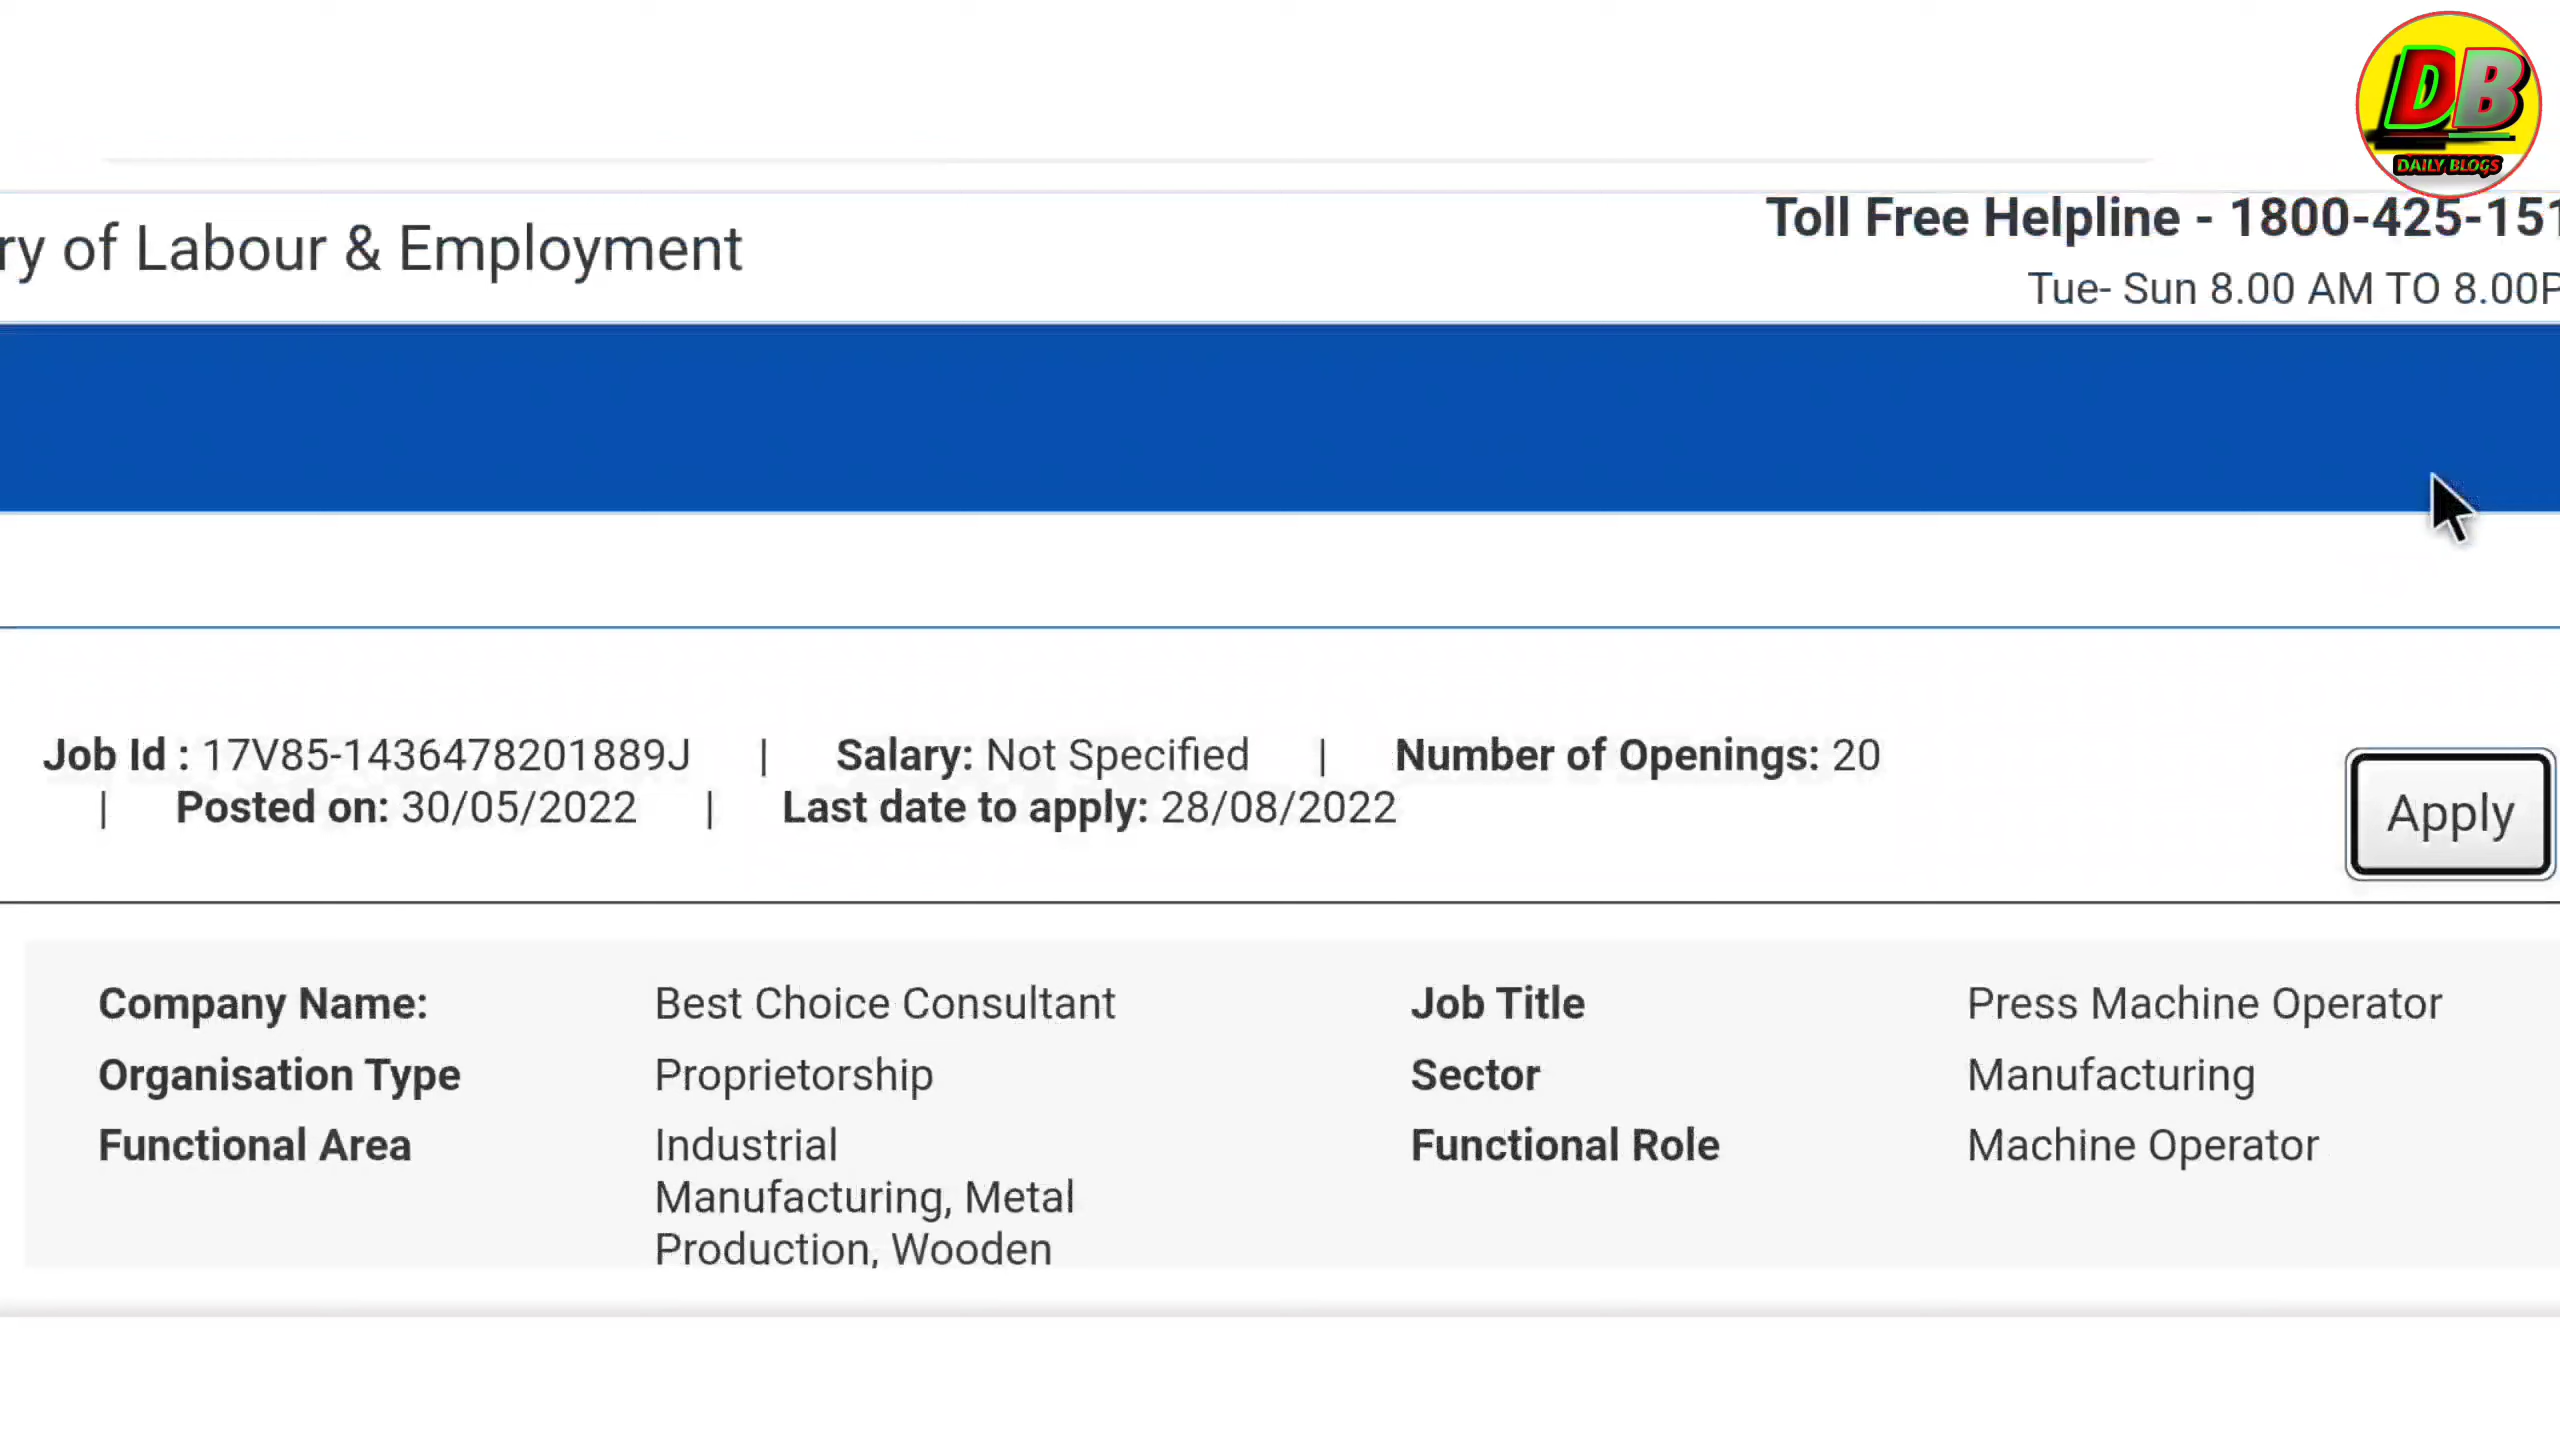 DB
DAILY BLOGS
ry of Labour & Employment
Toll Free Helpline - 1800-425-151
Tue- Sun 8.00 AM TO 8.00P
Job Id : 17V85-1436478201889J | Salary: Not Specified | Number of Openings: 20
| Posted on: 30/05/2022 | Last date to apply: 28/08/2022
Apply
Company Name: Best Choice Consultant Job Title Press Machine Operator
Organisation Type Proprietorship Sector Manufacturing
Functional Area Industrial Functional Role Machine Operator
Manufacturing, Metal
Production, Wooden